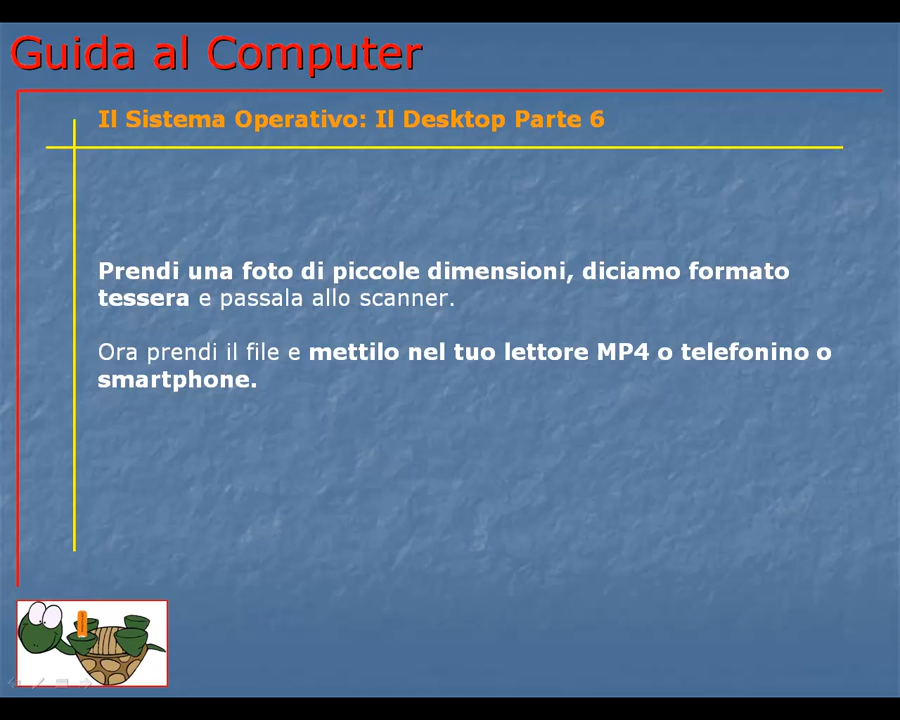 Guida al Computer
Il Sistema Operativo: Il Desktop Parte 6
Prendi una foto di piccole dimensioni, diciamo formato
tessera e passala allo scanner.
Ora prendi il file e mettilo nel tuo lettore MP4 o telefonino o
smartphone.